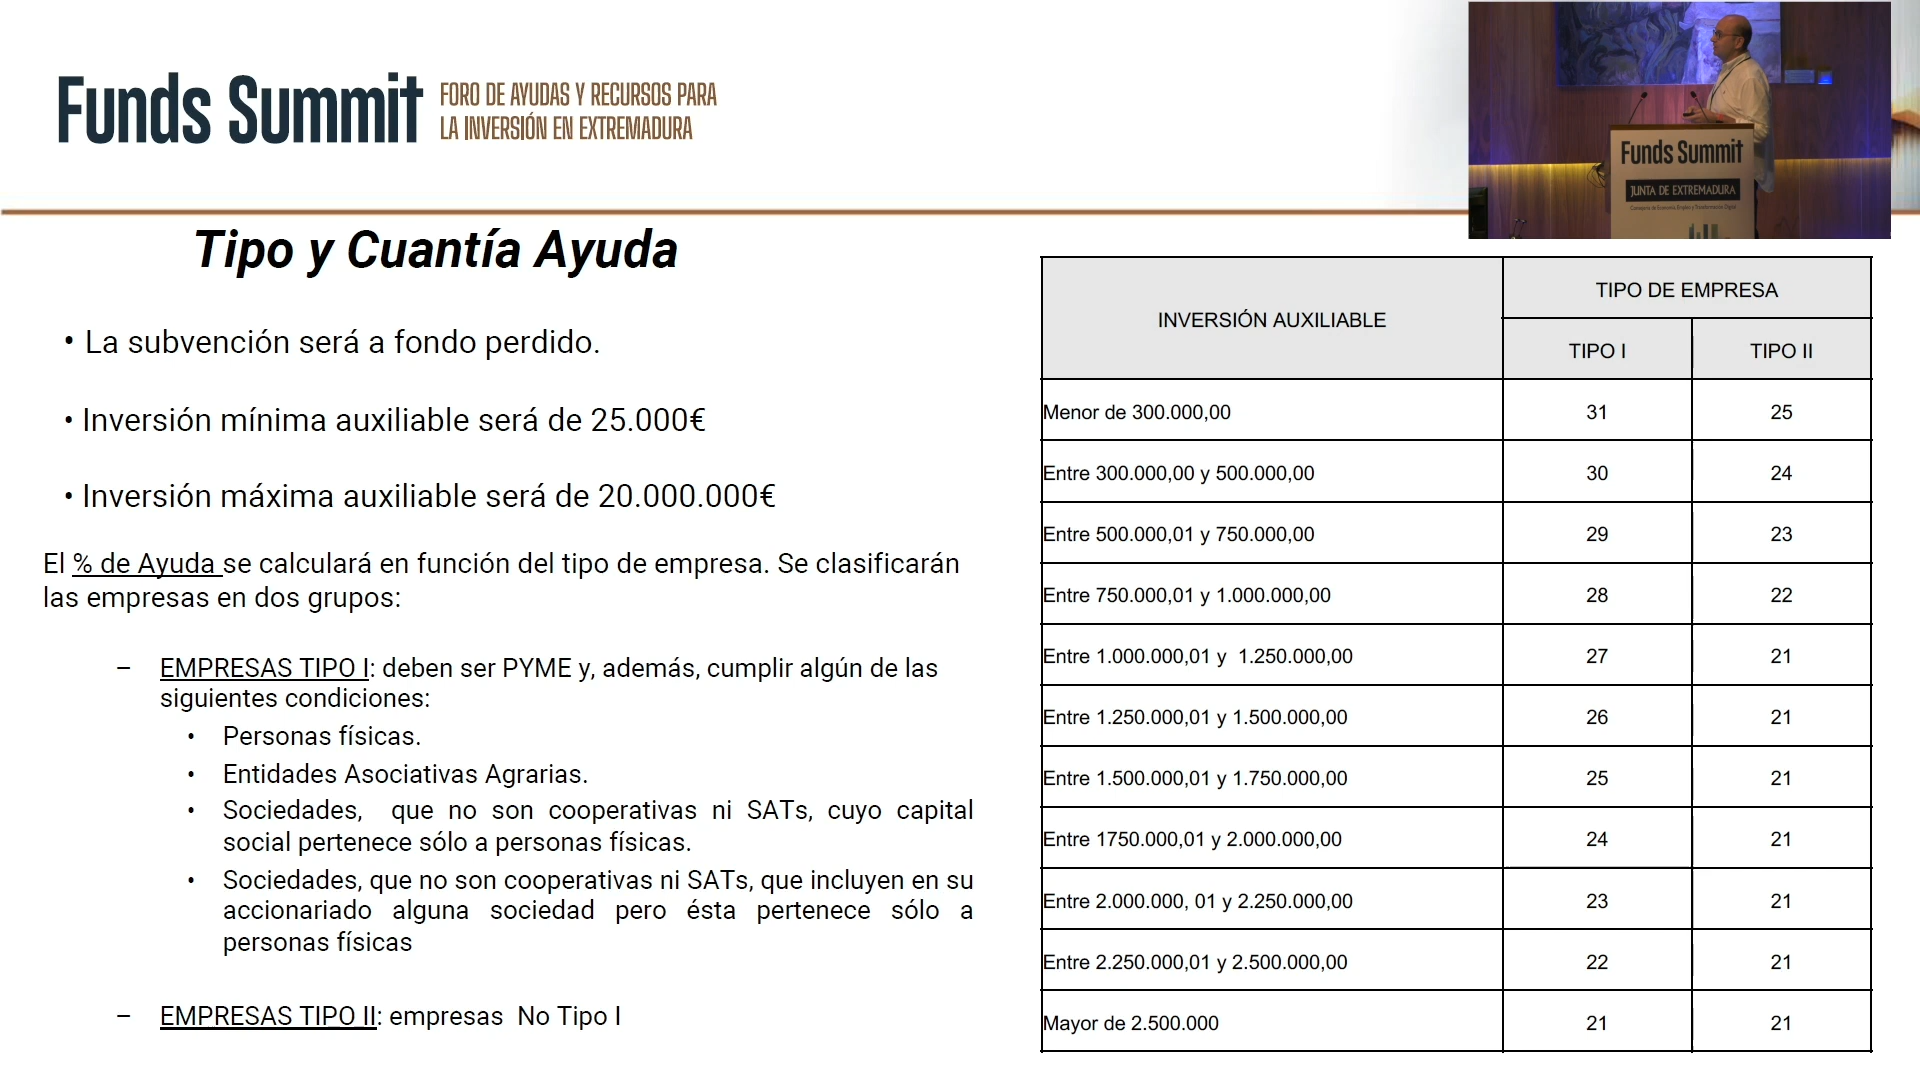 Funds Summit
FORO DE AYUDAS Y RECURSOS PARA
LA INVERSIÓN EN EXTREMADURA
Funds Summit
JUNTA DE EXTREMADURA
Tipo y Cuantía Ayuda
• La subvención será a fondo perdido.
• Inversión mínima auxiliable será de 25.000€
• Inversión máxima auxiliable será de 20.000.000€
El % de Ayuda se calculará en función del tipo de empresa. Se clasificarán
las empresas en dos grupos:
– EMPRESAS TIPO I: deben ser PYME y, además, cumplir algún de las
siguientes condiciones:
• Personas físicas.
• Entidades Asociativas Agrarias.
• Sociedades, que no son cooperativas ni SATs, cuyo capital
social pertenece sólo a personas físicas.
• Sociedades, que no son cooperativas ni SATs, que incluyen en su
accionariado alguna sociedad pero ésta pertenece sólo a
personas físicas
– EMPRESAS TIPO II: empresas No Tipo I
INVERSIÓN AUXILIABLE
TIPO DE EMPRESA
TIPO I TIPO II
Menor de 300.000,00 31 25
Entre 300.000,00 y 500.000,00 30 24
Entre 500.000,01 y 750.000,00 29 23
Entre 750.000,01 y 1.000.000,00 28 22
Entre 1.000.000,01 y 1.250.000,00 27 21
Entre 1.250.000,01 y 1.500.000,00 26 21
Entre 1.500.000,01 y 1.750.000,00 25 21
Entre 1750.000,01 y 2.000.000,00 24 21
Entre 2.000.000, 01 y 2.250.000,00 23 21
Entre 2.250.000,01 y 2.500.000,00 22 21
Mayor de 2.500.000 21 21